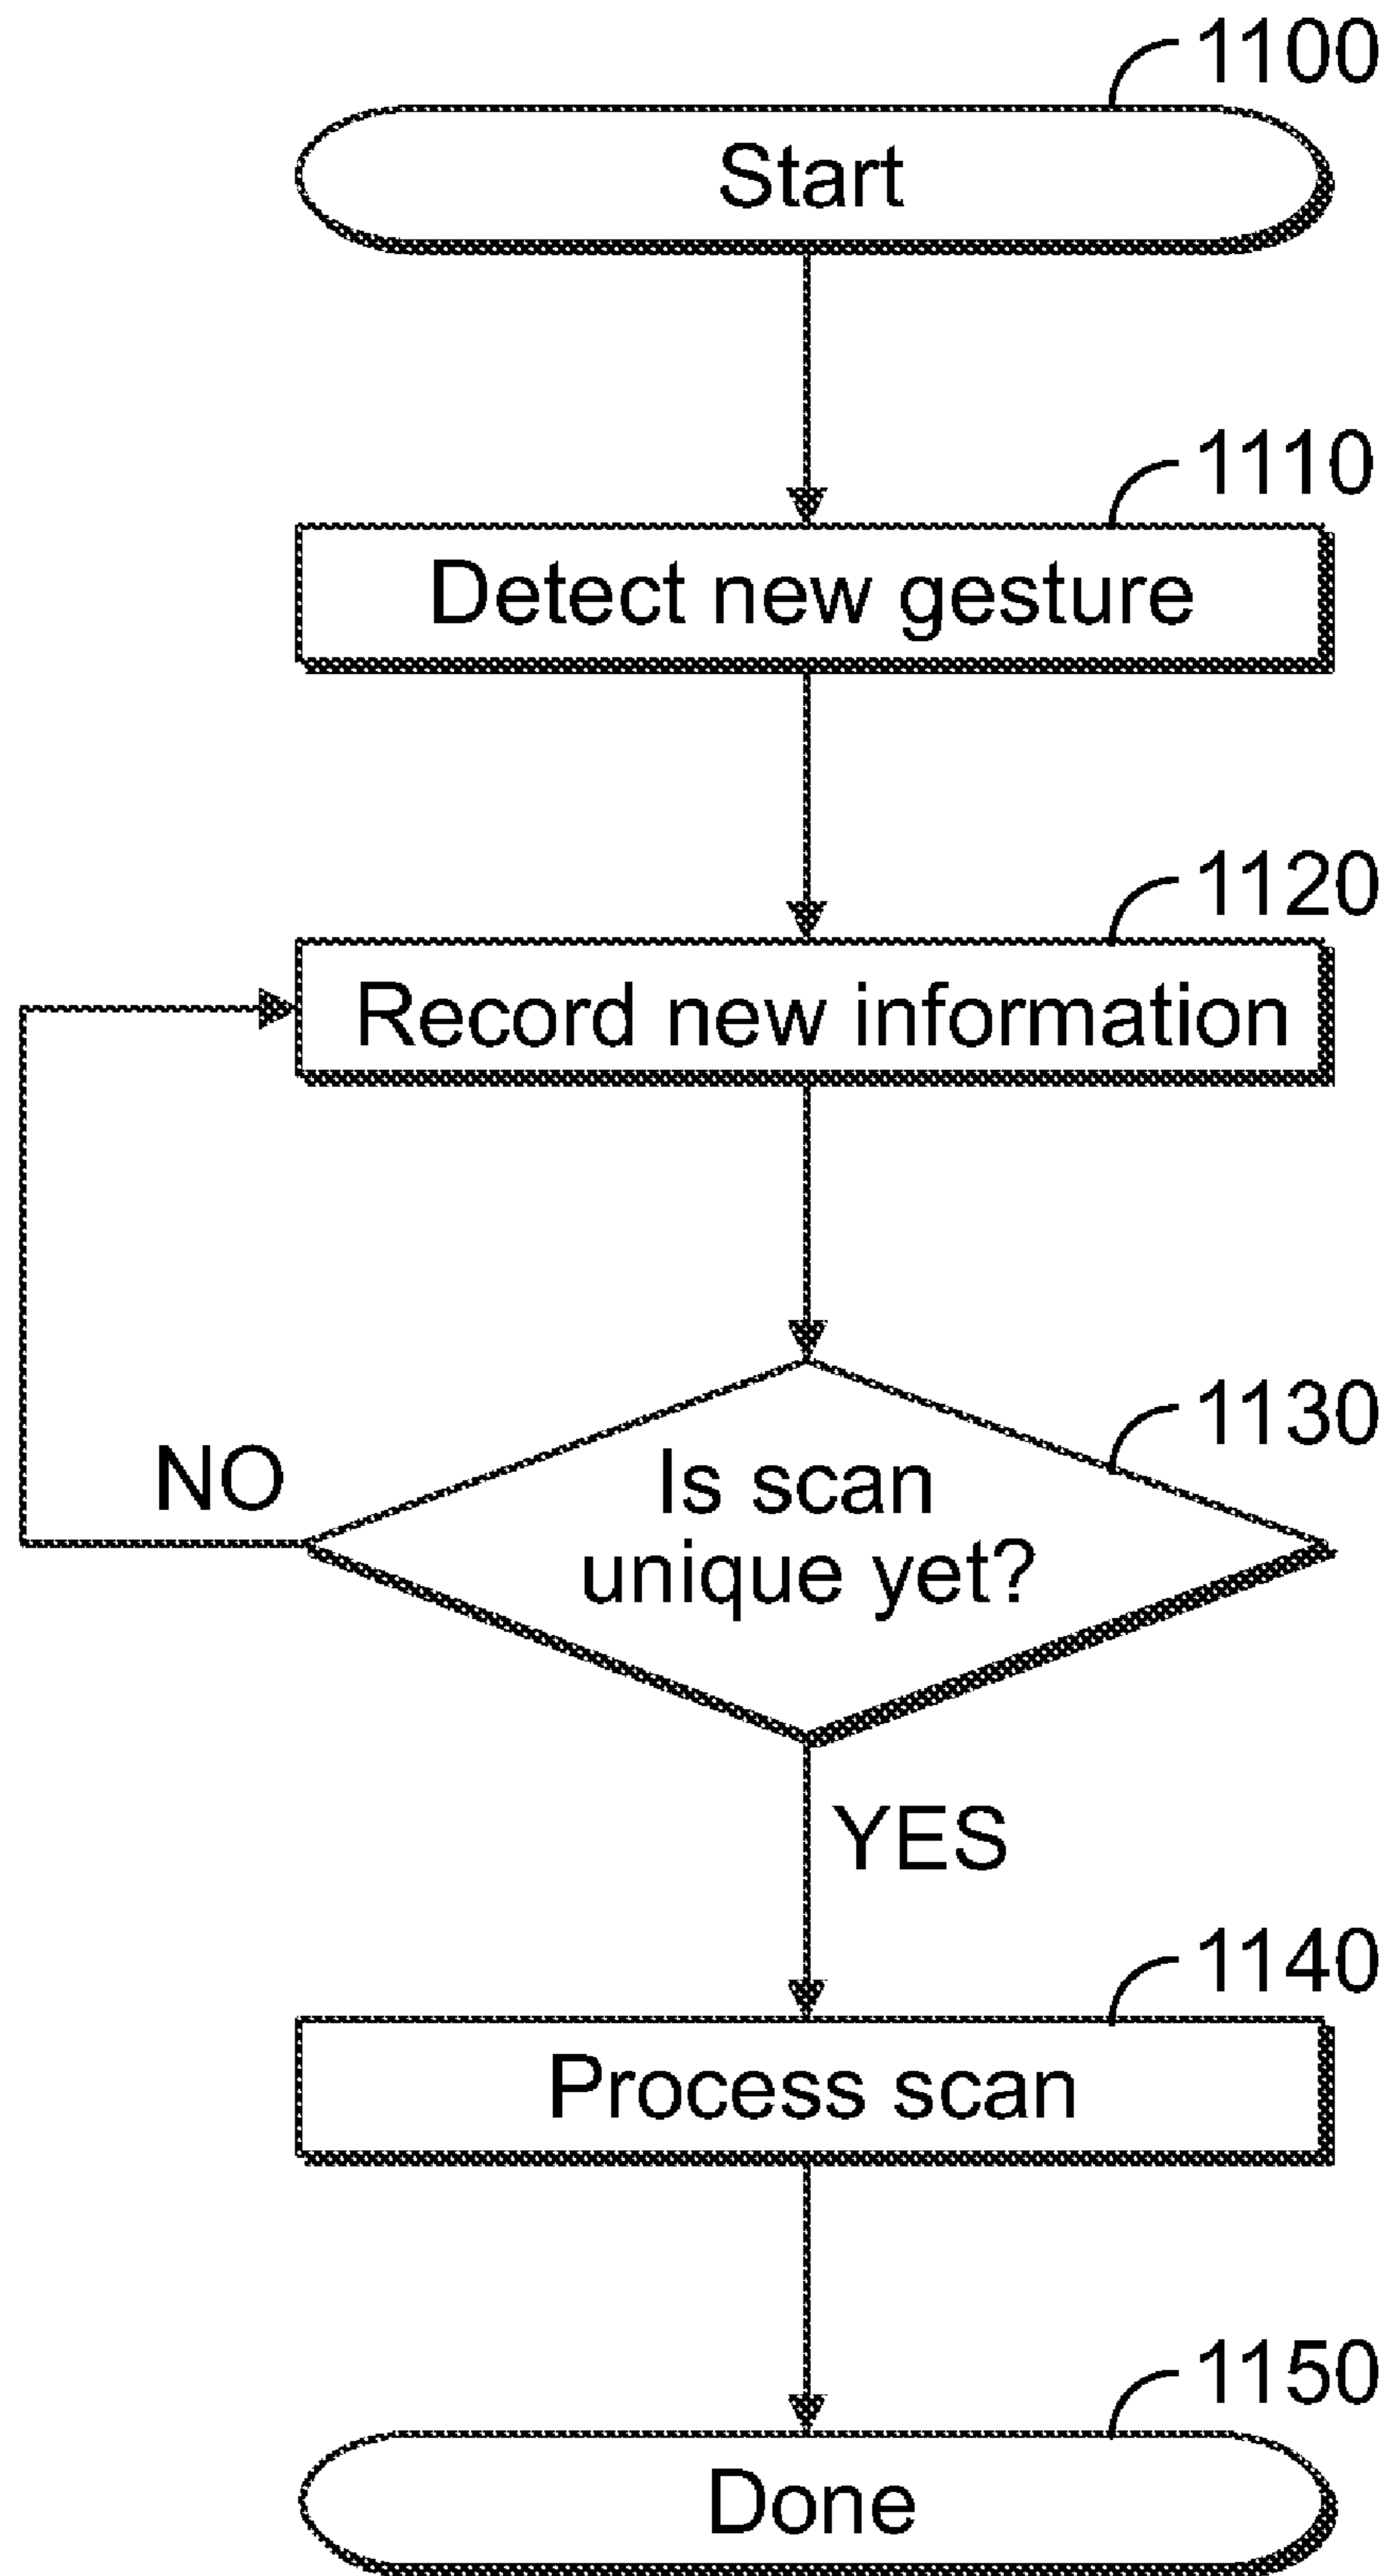 1100
Start
1110
Detect new gesture
1120
Record new information
1130
Is scan
unique yet?
NO
YES
1140
Process scan
1150
Done